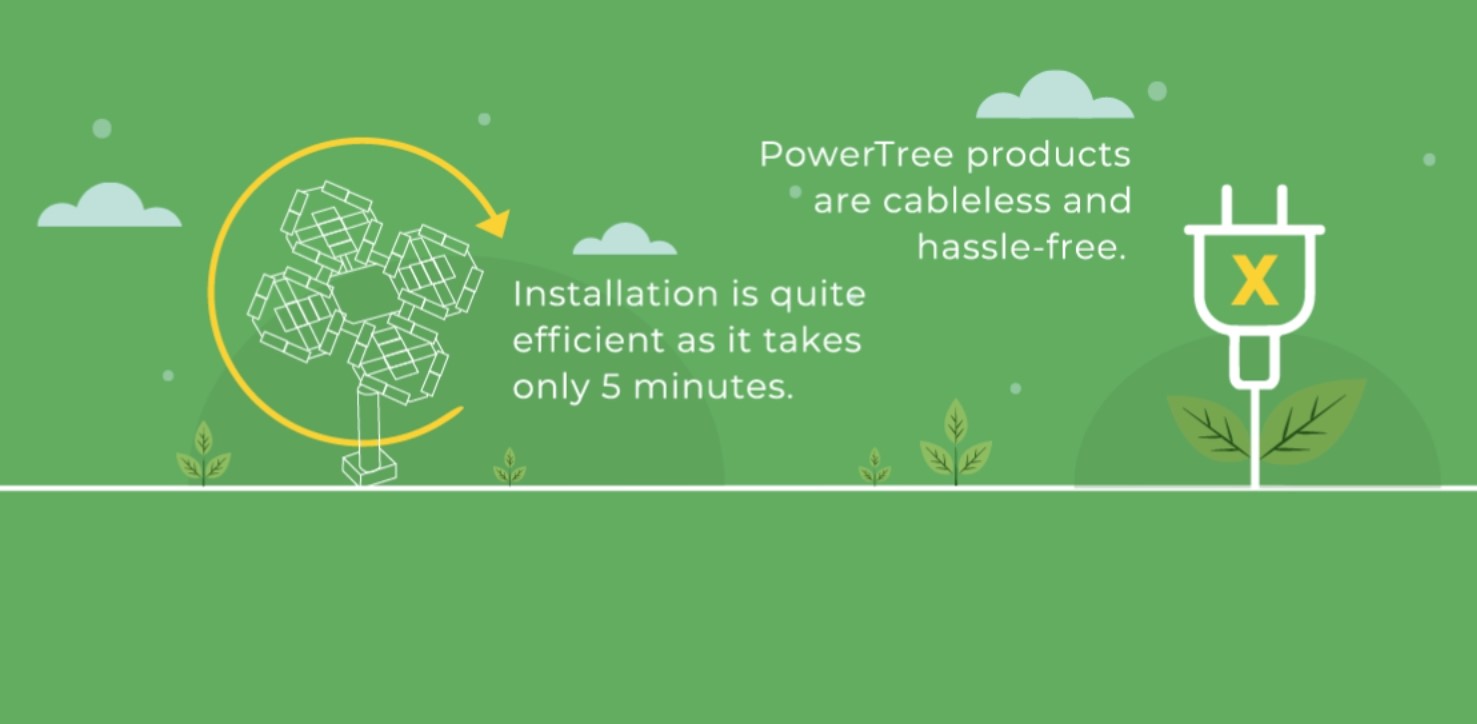 Installation is quite
efficient as it takes
only 5 minutes.
PowerTree products
are cableless and
hassle-free.
X